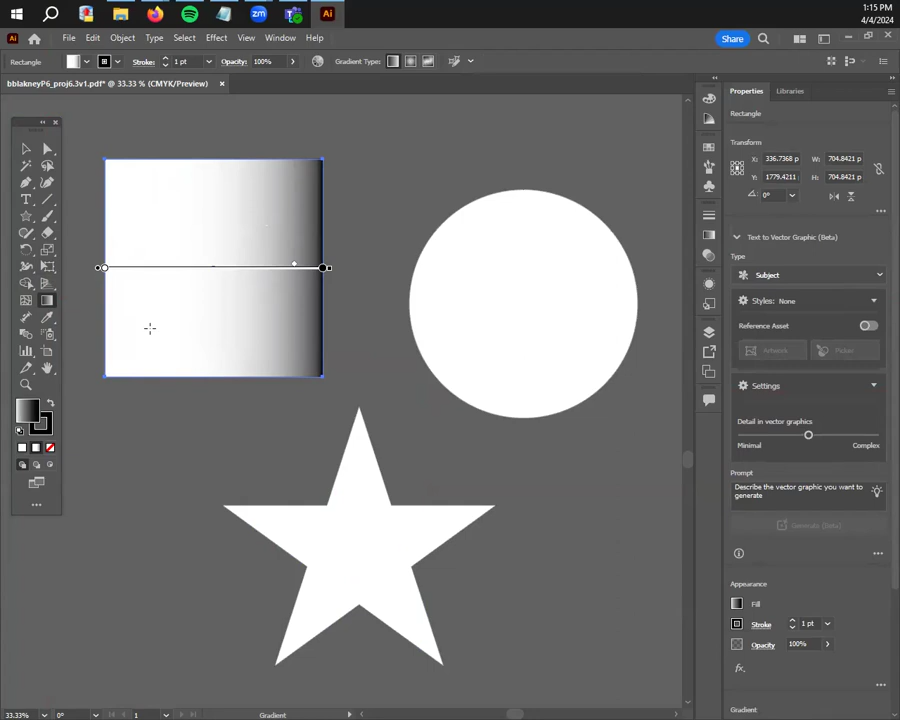 1:15 PM
4/4/2024
zm
Ai
Ai
File
Edit
Object
Type
Select
Effect
View
Window
Help
Share
Rectangle
Stroke:
1 pt
Opacity:
100%
Gradient Type:
bblakneyP6_proj6.3v1.pdf* @ 33.33 % (CMYK/Preview)
Properties
Libraries
Rectangle
Transform
X:
336.7368 p
W:
704.8421 p
Y:
1779.4211
H:
704.8421 p
0°
Text to Vector Graphic (Beta)
Type
Subject
Styles: None
Reference Asset
Artwork
Picker
Settings
Detail in vector graphics
Minimal
Complex
Prompt
Describe the vector graphic you want to
generate
Generate (Beta)
Appearance
Fill
Stroke
1 pt
Opacity
100%
fx
Gradient
33.33%
0°
1
Gradient